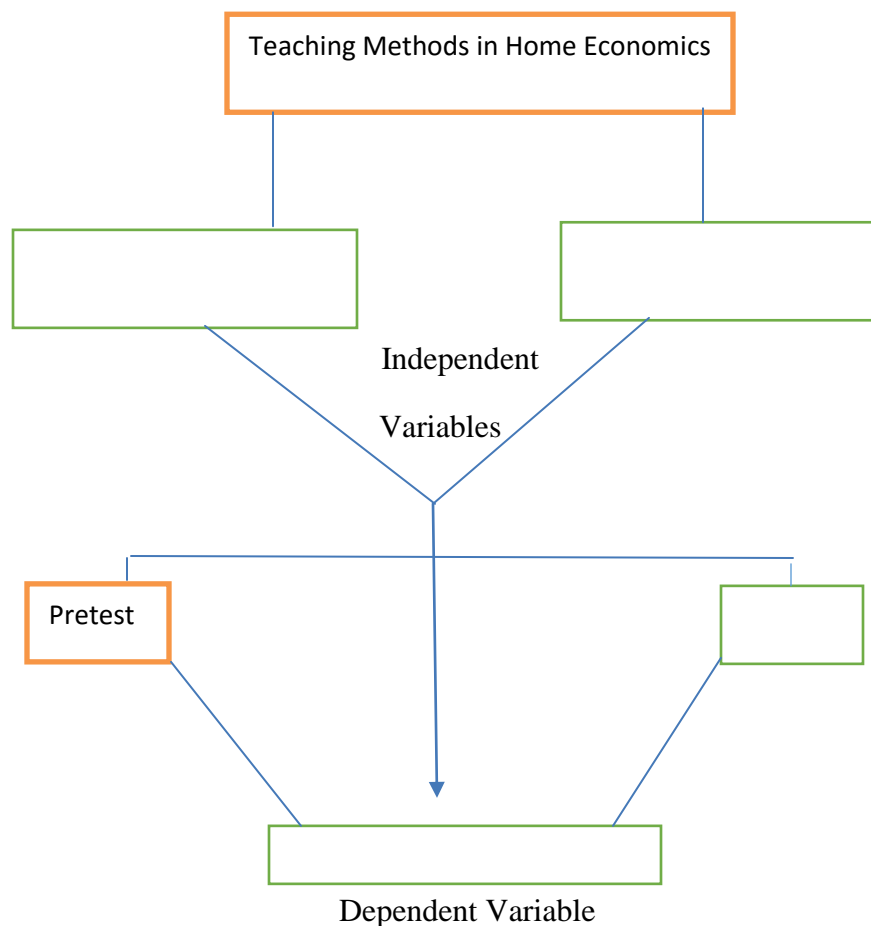 Teaching Methods in Home Economics
Independent
Variables
Pretest
Dependent Variable